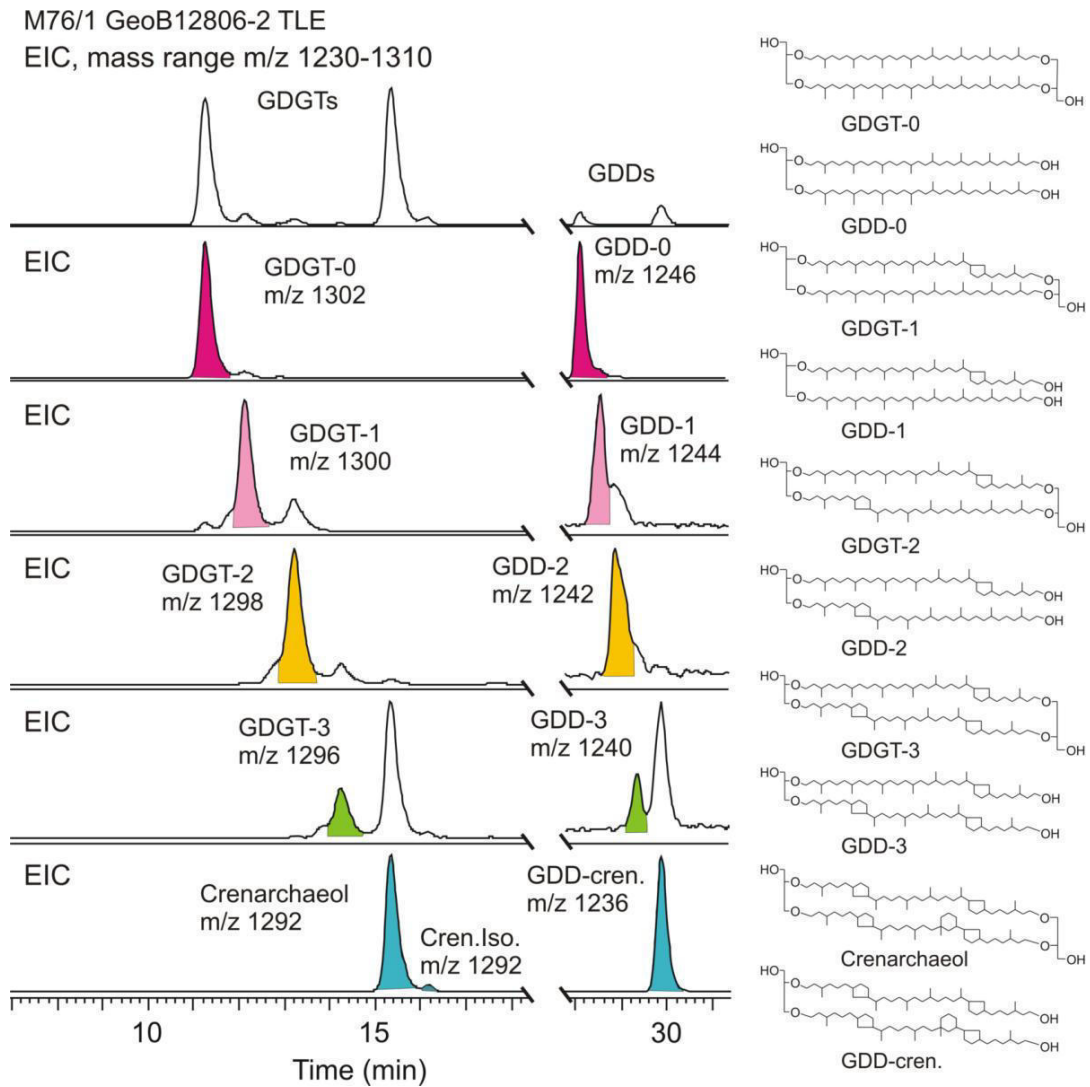 M76/1 GeoB12806-2 TLE
EIC, mass range m/z 1230-1310
GDGTs
GDDs
EIC
GDGT-0
m/z 1302
GDD-0
m/z 1246
EIC
GDGT-1
m/z 1300
GDD-1
m/z 1244
EIC
GDGT-2
m/z 1298
GDD-2
m/z 1242
EIC
GDGT-3
m/z 1296
GDD-3
m/z 1240
EIC
Crenarchaeol
m/z 1292
Cren.Iso.
m/z 1292
GDD-cren.
m/z 1236
10 15 30
Time (min)
HO
O O
O O
OH
GDGT-0
HO
O OH
O OH
GDD-0
HO
O O
O O
OH
GDGT-1
HO
O OH
O OH
GDD-1
HO
O O
O O
OH
GDGT-2
HO
O OH
O OH
GDD-2
HO
O O
O O
OH
GDGT-3
HO
O OH
O OH
GDD-3
HO
O O
O O
OH
Crenarchaeol
HO
O OH
O OH
GDD-cren.